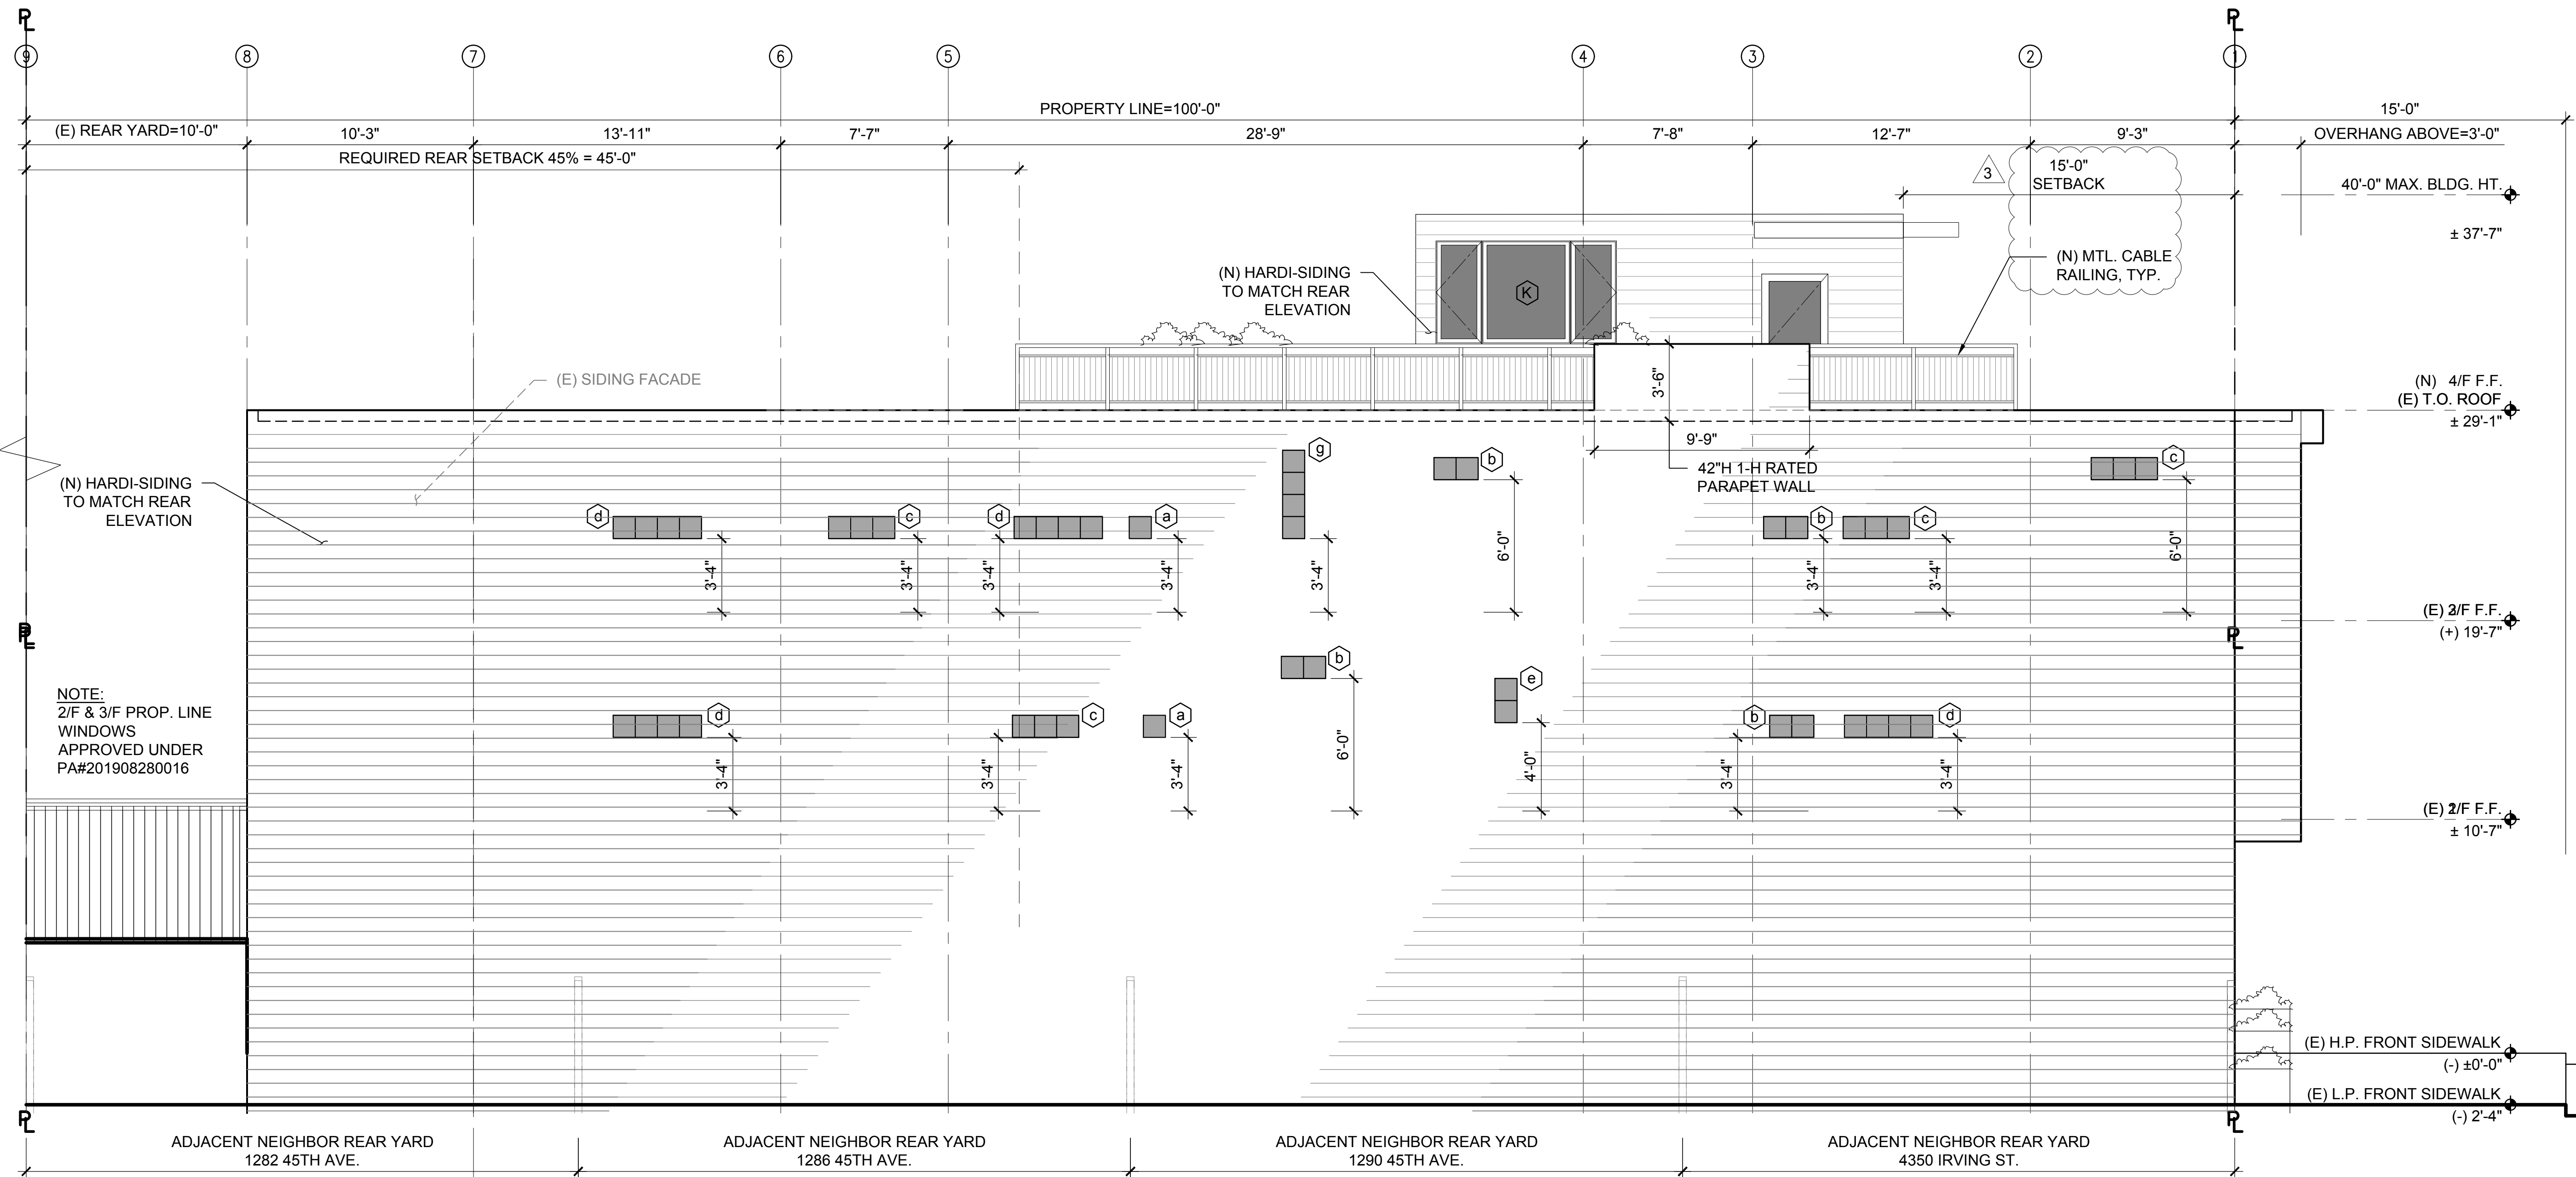 PL
PL
9
8
7
6
5
4
3
2
1
PROPERTY LINE=100'-0"
15'-0"
(E) REAR YARD=10'-0"
10'-3"
13'-11"
7'-7"
28'-9"
7'-8"
12'-7"
9'-3"
OVERHANG ABOVE=3'-0"
REQUIRED REAR SETBACK 45% = 45'-0"
3
15'-0"
SETBACK
40'-0" MAX. BLDG. HT.
± 37'-7"
(N) MTL. CABLE
RAILING, TYP.
(N) HARDI-SIDING
TO MATCH REAR
ELEVATION
K
(E) SIDING FACADE
3'-6"
(N) 4/F F.F.
(E) T.O. ROOF
± 29'-1"
9'-9"
42"H 1-H RATED
PARAPET WALL
(N) HARDI-SIDING
TO MATCH REAR
ELEVATION
g
b
c
d
c
d
a
b
c
3'-4"
3'-4"
3'-4"
3'-4"
3'-4"
6'-0"
3'-4"
3'-4"
6'-0"
PL
PL
(E) F.F.
(+) 19'-7"
b
e
NOTE:
2/F & 3/F PROP. LINE
WINDOWS
APPROVED UNDER
PA#201908280016
d
c
a
b
d
3'-4"
3'-4"
3'-4"
6'-0"
4'-0"
3'-4"
3'-4"
(E) F.F.
± 10'-7"
(E) H.P. FRONT SIDEWALK
(-) ±0'-0"
(E) L.P. FRONT SIDEWALK
(-) 2'-4"
PL
PL
ADJACENT NEIGHBOR REAR YARD
1282 45TH AVE.
ADJACENT NEIGHBOR REAR YARD
1286 45TH AVE.
ADJACENT NEIGHBOR REAR YARD
1290 45TH AVE.
ADJACENT NEIGHBOR REAR YARD
4350 IRVING ST.